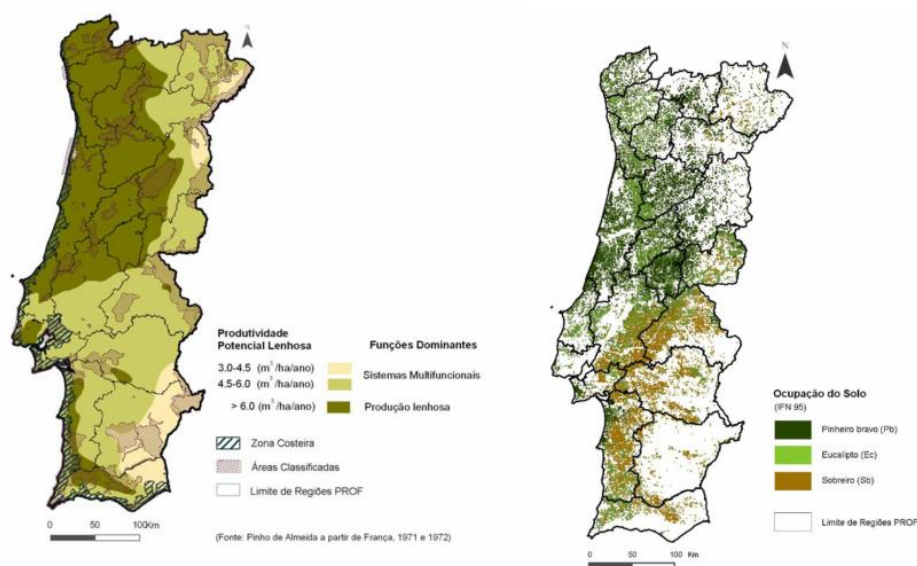 N
Produtividade
Potencial Lenhosa
Funções Dominantes
3.0-4.5 (m³/ha/ano)
4.5-6.0 (m³/ha/ano)
Sistemas Multifuncionais
> 6.0 (m³/ha/ano)
Produção lenhosa
Zona Costeira
Áreas Classificadas
Limite de Regiões PROF
0 50 100Km
(Fonte: Pinho de Almeida a partir de França, 1971 e 1972)
N
Ocupação do Solo
(IFN 95)
Pinheiro bravo (Pb)
Eucalipto (Ec)
Sobreiro (Sb)
Limite de Regiões PROF
0 50 100 Km